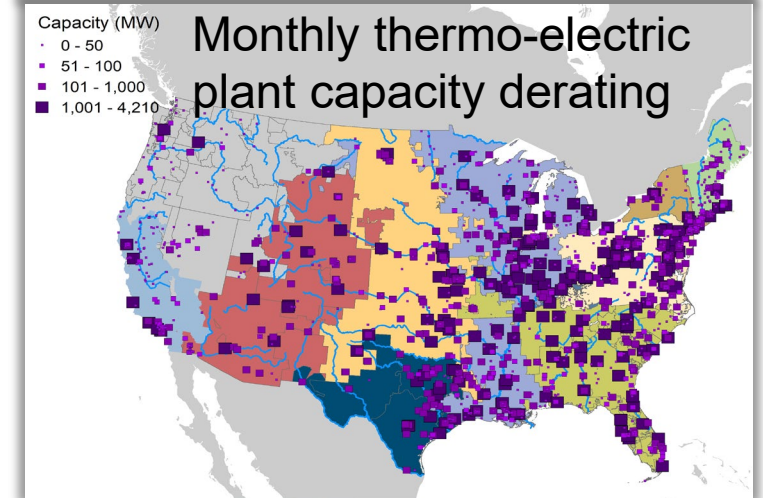 Capacity (MW)
0 - 50
51 - 100
101 - 1,000
1,001 - 4,210
Monthly thermo-electric
plant capacity derating